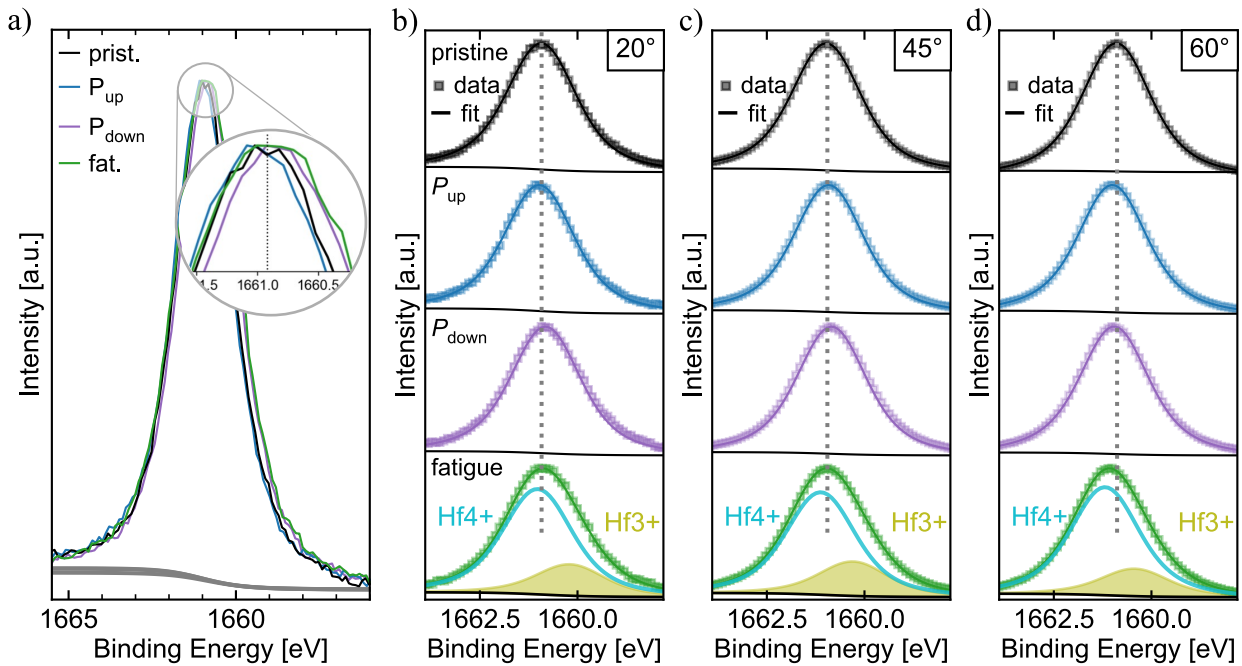 a)
prist.
P_up
P_down
fat.
1.5 1661.0 1660.5
Intensity [a.u.]
1665 1660
Binding Energy [eV]
b)
pristine
20°
data
fit
P_up
P_down
fatigue
Hf4+ Hf3+
Intensity [a.u.]
1662.5 1660.0
Binding Energy [eV]
c)
45°
data
fit
Hf4+ Hf3+
Intensity [a.u.]
1662.5 1660.0
Binding Energy [eV]
d)
60°
data
fit
Hf4+ Hf3+
Intensity [a.u.]
1662.5 1660.0
Binding Energy [eV]